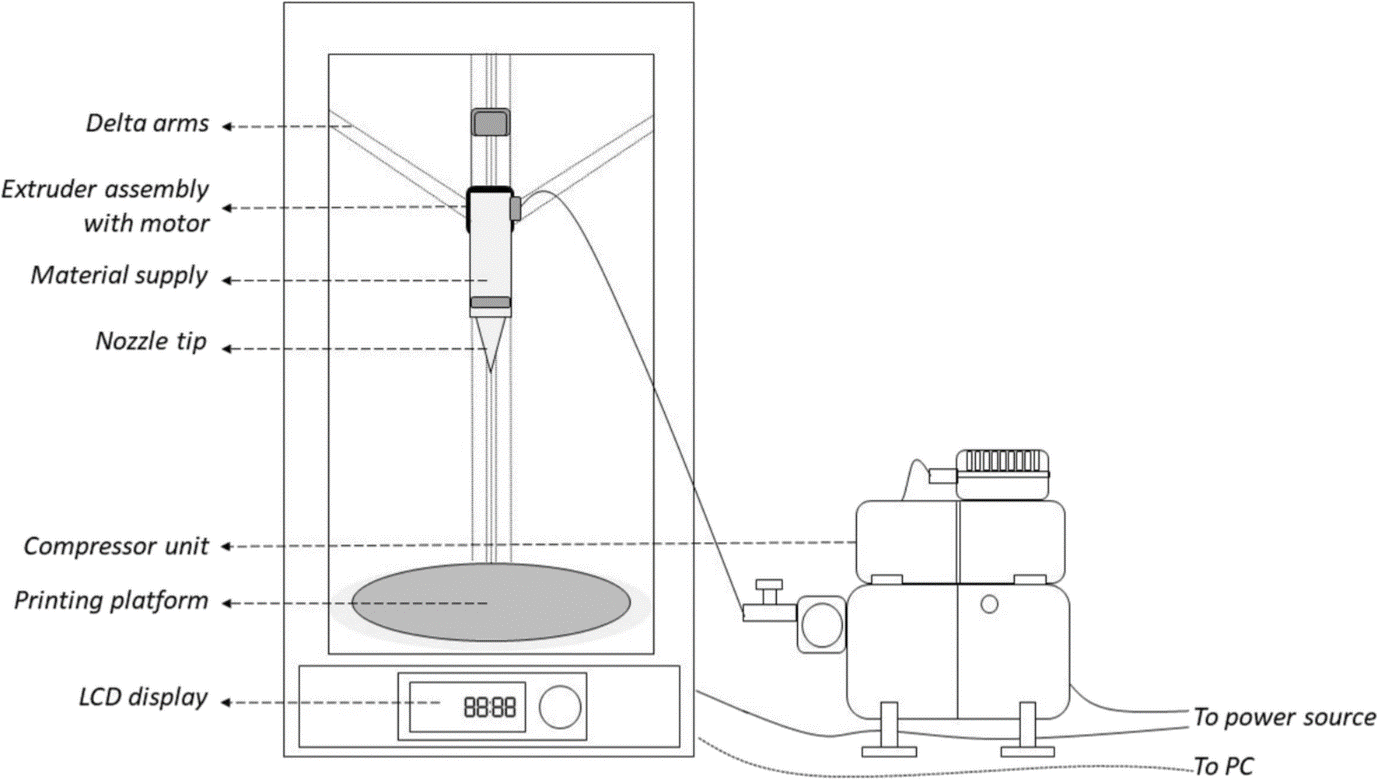 Delta arms
Extruder assembly
with motor
Material supply
Nozzle tip
Compressor unit
Printing platform
LCD display
88:88
To power source
To PC